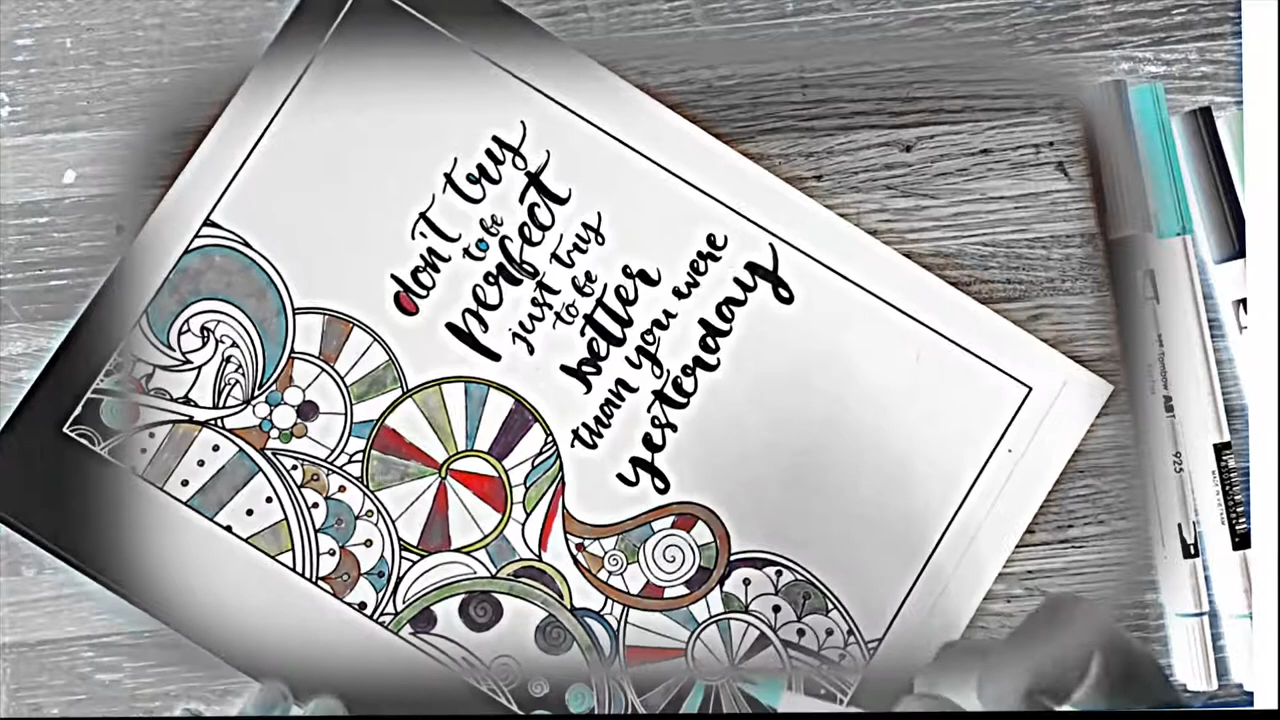 don't try
to be
perfect
just try
to be
better
than you were
yesterday
tombow ABT
925